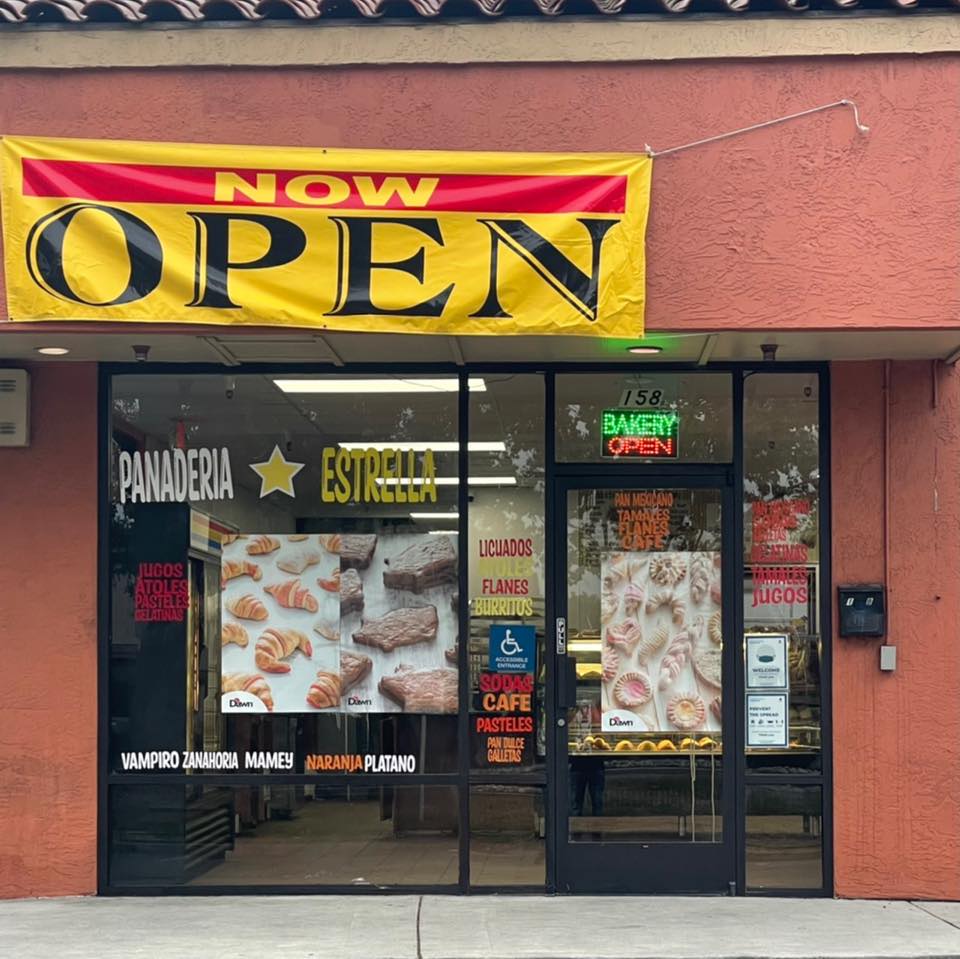 NOW
OPEN
158
BAKERY
OPEN
PANADERIA ESTRELLA
JUGOS
ATOLES
PASTELES
GELATINAS
Dawn
Dawn
VAMPIRO ZANAHORIA MAMEY NARANJA PLATANO
LICUADOS
ATOLES
FLANES
BURRITOS
ACCESSIBLE
ENTRANCE
SODAS
CAFE
PASTELES
PAN DULCE
GALLETAS
PAN MEXICANO
TAMALES
FLANES
CAFE
PULL
Dawn
GELATINAS
TAMALES
JUGOS
WELCOME
PREVENT
THE SPREAD